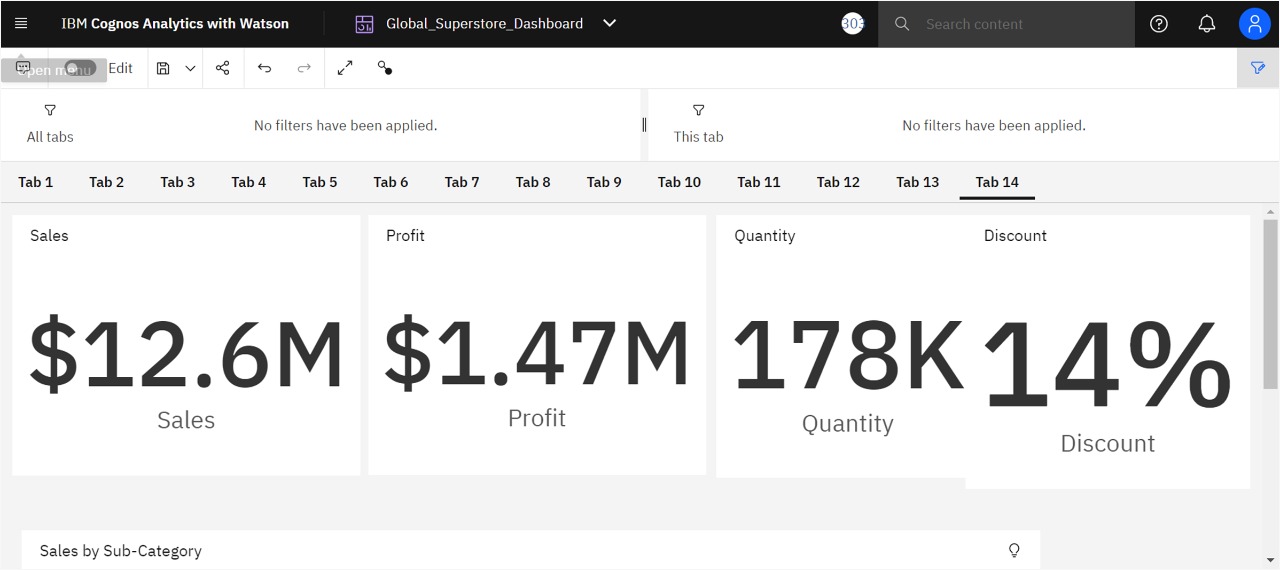 IBM Cognos Analytics with Watson
Global_Superstore_Dashboard
303
Search content
Open menu
Edit
All tabs
No filters have been applied.
This tab
No filters have been applied.
Tab 1 Tab 2 Tab 3 Tab 4 Tab 5 Tab 6 Tab 7 Tab 8 Tab 9 Tab 10 Tab 11 Tab 12 Tab 13 Tab 14
Sales
$12.6M
Sales
Profit
$1.47M
Profit
Quantity
178K
Quantity
Discount
14%
Discount
Sales by Sub-Category